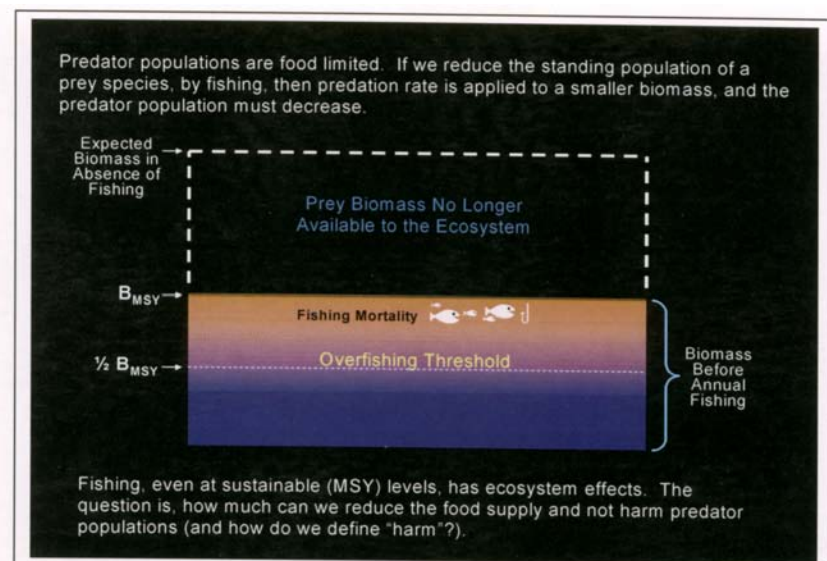 Predator populations are food limited. If we reduce the standing population of a
prey species, by fishing, then predation rate is applied to a smaller biomass, and the
predator population must decrease.
Expected
Biomass in
Absence of
Fishing
Prey Biomass No Longer
Available to the Ecosystem
BMSY
Fishing Mortality
Overfishing Threshold
½ BMSY
Biomass
Before
Annual
Fishing
Fishing, even at sustainable (MSY) levels, has ecosystem effects. The
question is, how much can we reduce the food supply and not harm predator
populations (and how do we define "harm"?).